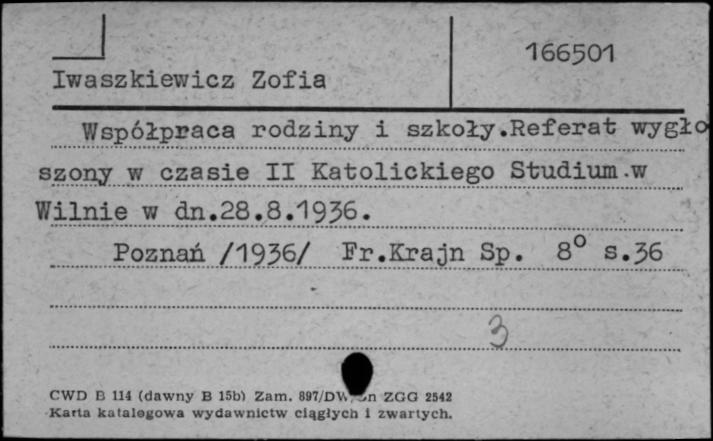 166501
Iwaszkiewicz Zofia
Współpraca rodziny i szkoły.Referat wygło
szony w czasie II Katolickiego Studium w
Wilnie w dn.28.8.1936.
Poznań /1936/ Fr.Krajn Sp. 8° s.36
3
CWD B 114 (dawny B 15b) Zam. 897/DW ZGG 2542
Karta katalogowa wydawnictw ciągłych i zwartych.